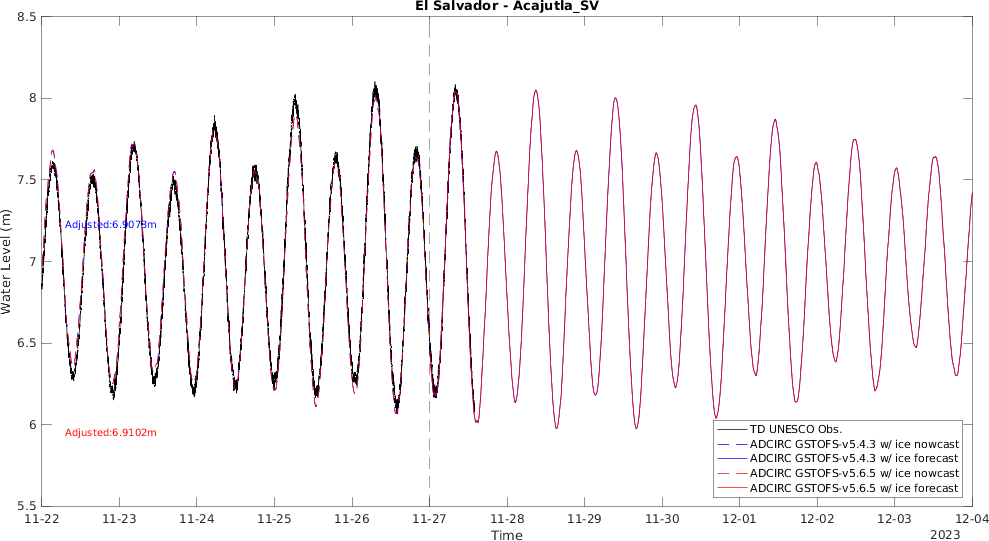 El Salvador - Acajutla_SV
8.5
8
7.5
7
6.5
6
5.5
Water Level (m)
Adjusted:6.9073m
Adjusted:6.9102m
TD UNESCO Obs.
ADCIRC GSTOFS-v5.4.3 w/ ice nowcast
ADCIRC GSTOFS-v5.4.3 w/ ice forecast
ADCIRC GSTOFS-v5.6.5 w/ ice nowcast
ADCIRC GSTOFS-v5.6.5 w/ ice forecast
11-22 11-23 11-24 11-25 11-26 11-27 11-28 11-29 11-30 12-01 12-02 12-03 12-04
Time
2023